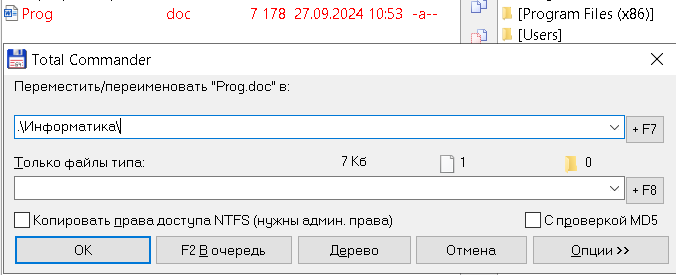 Prog doc 7 178 27.09.2024 10:53 -a--
[Program Files (x86)]
[Users]
Total Commander
Переместить/переименовать "Prog.doc" в:
.\Информатика\
+ F7
Только файлы типа: 7 Кб 1 0
+ F8
Копировать права доступа NTFS (нужны админ. права)
С проверкой MD5
OK
F2 В очередь
Дерево
Отмена
Опции >>